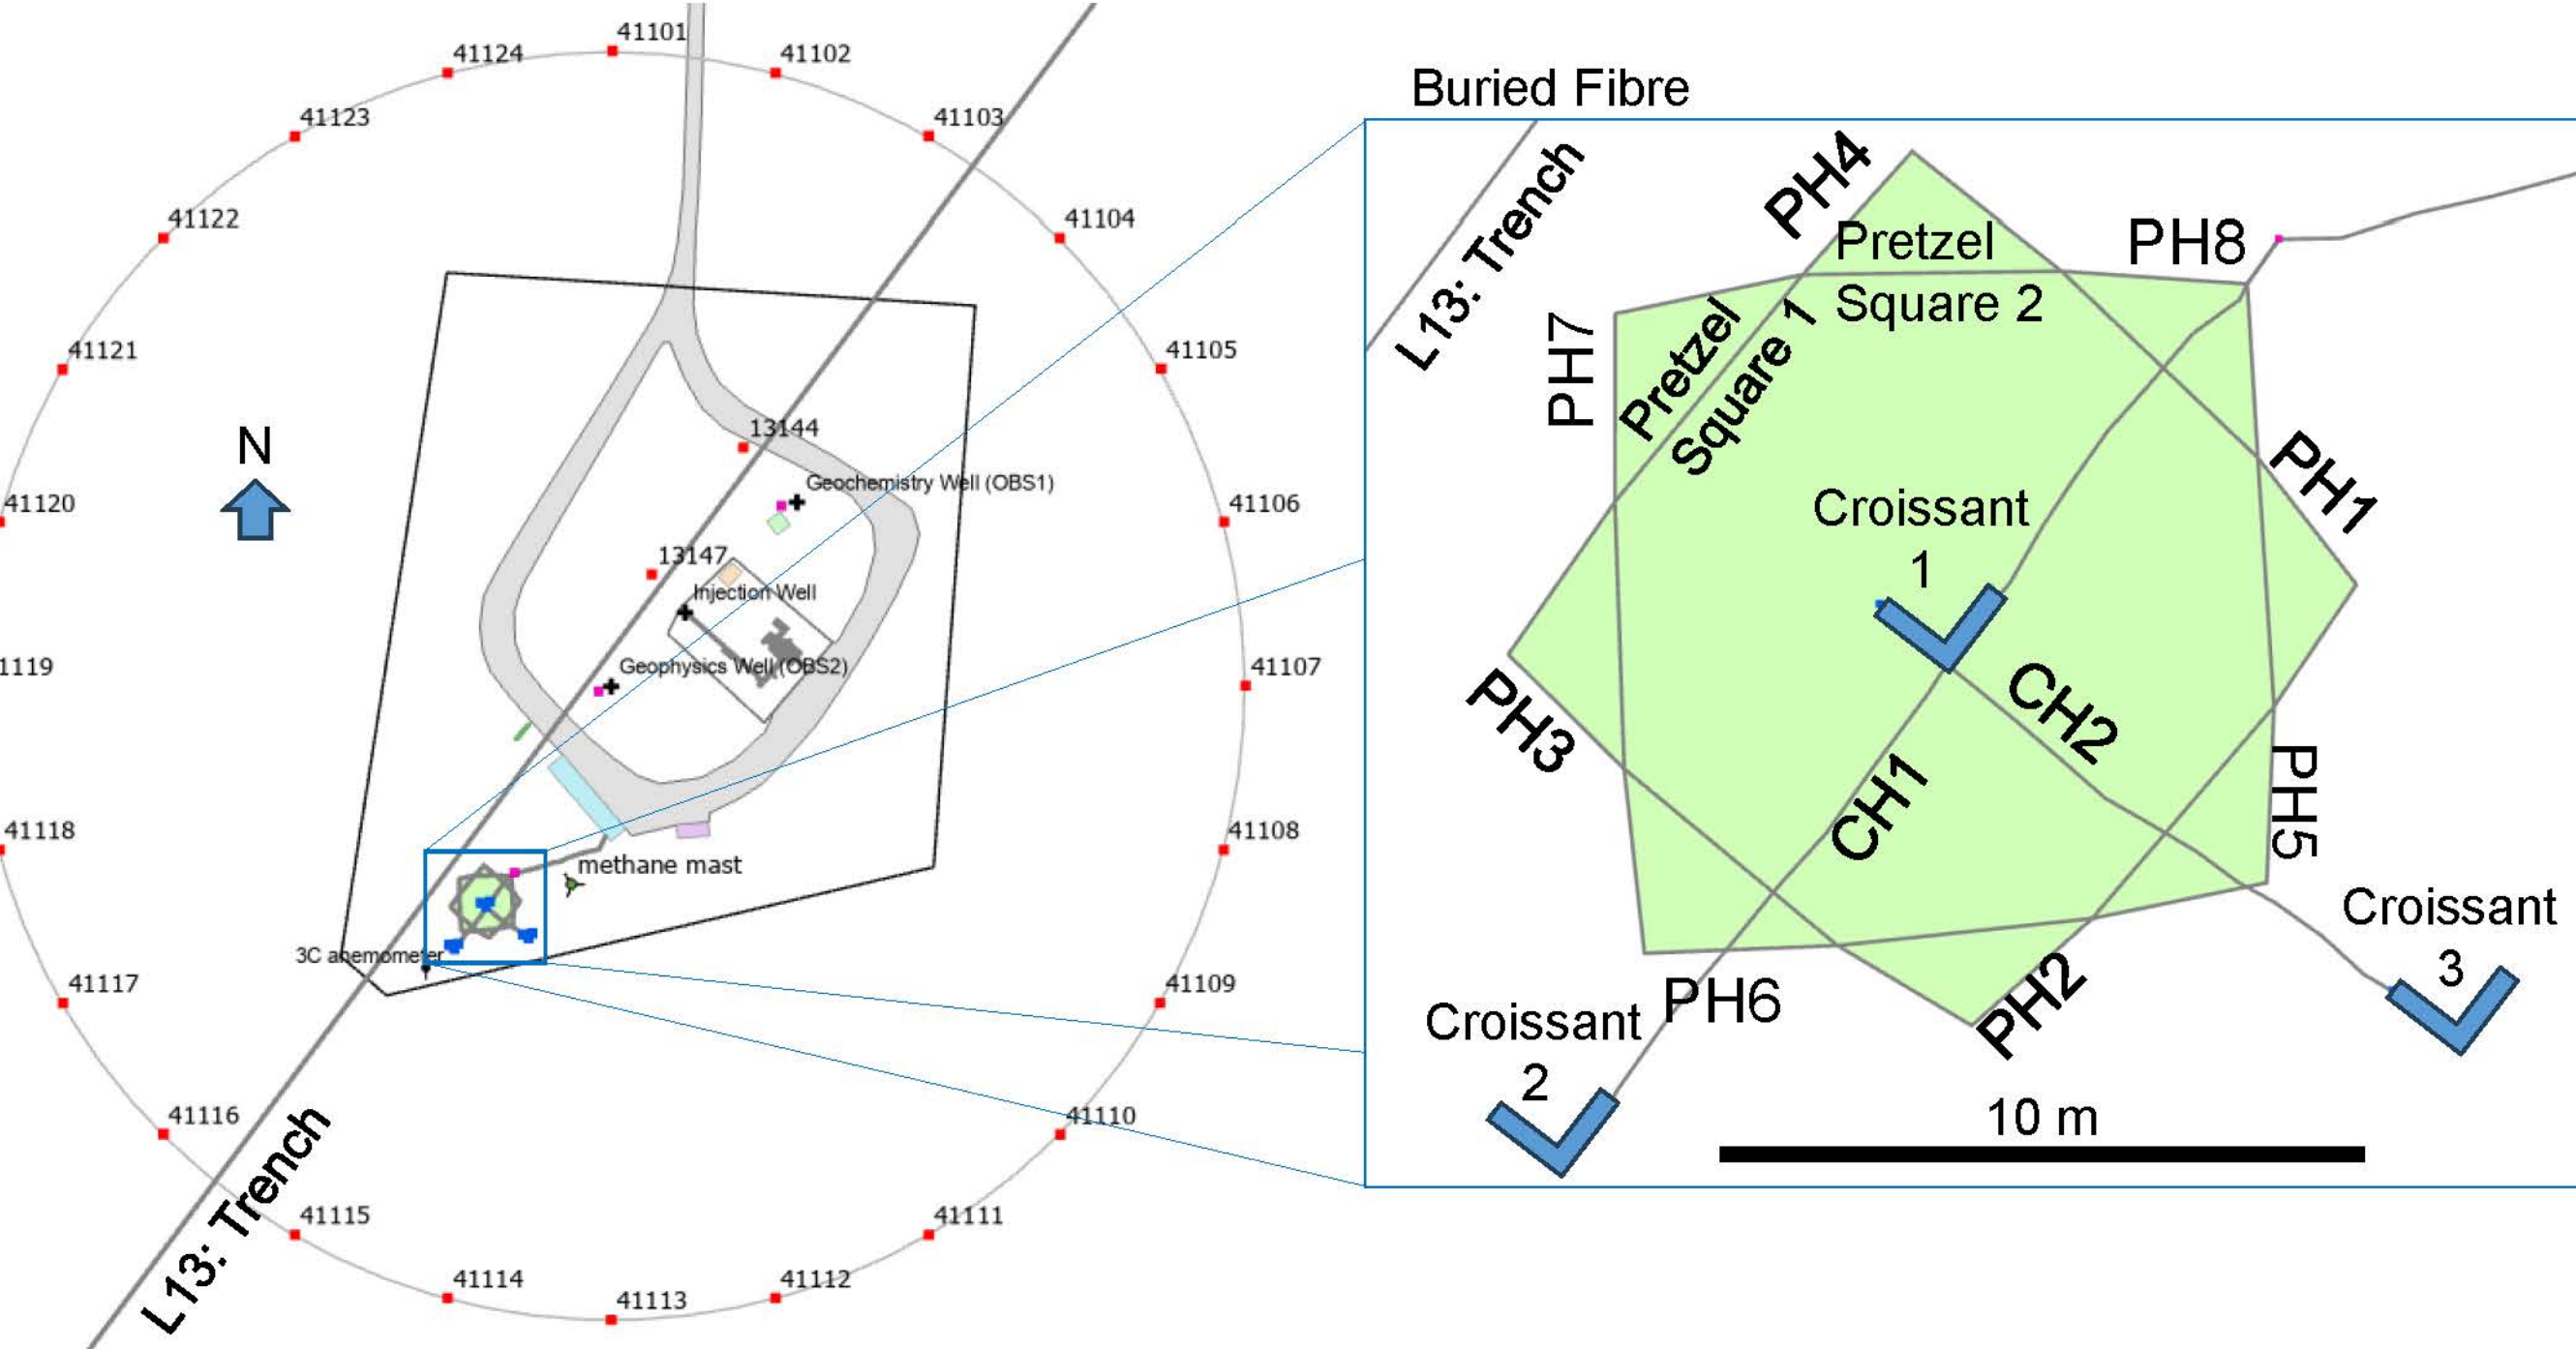 41101
41124
41102
41123
41103
41122
41104
41121
41105
N
13144
Geochemistry Well (OBS1)
41120
41106
13147
Injection Well
1119
Geophysics Well (OBS2)
41107
41118
41108
methane mast
3C anemometer
41117
41109
41116
41110
L13: Trench
41115
41111
41114
41112
41113
Buried Fibre
L13: Trench
PH4
Pretzel
Square 2
PH8
PH7
Pretzel
Square 1
PH1
Croissant
1
PH3
CH2
CH1
PH5
Croissant
3
PH6
PH2
Croissant
2
10 m